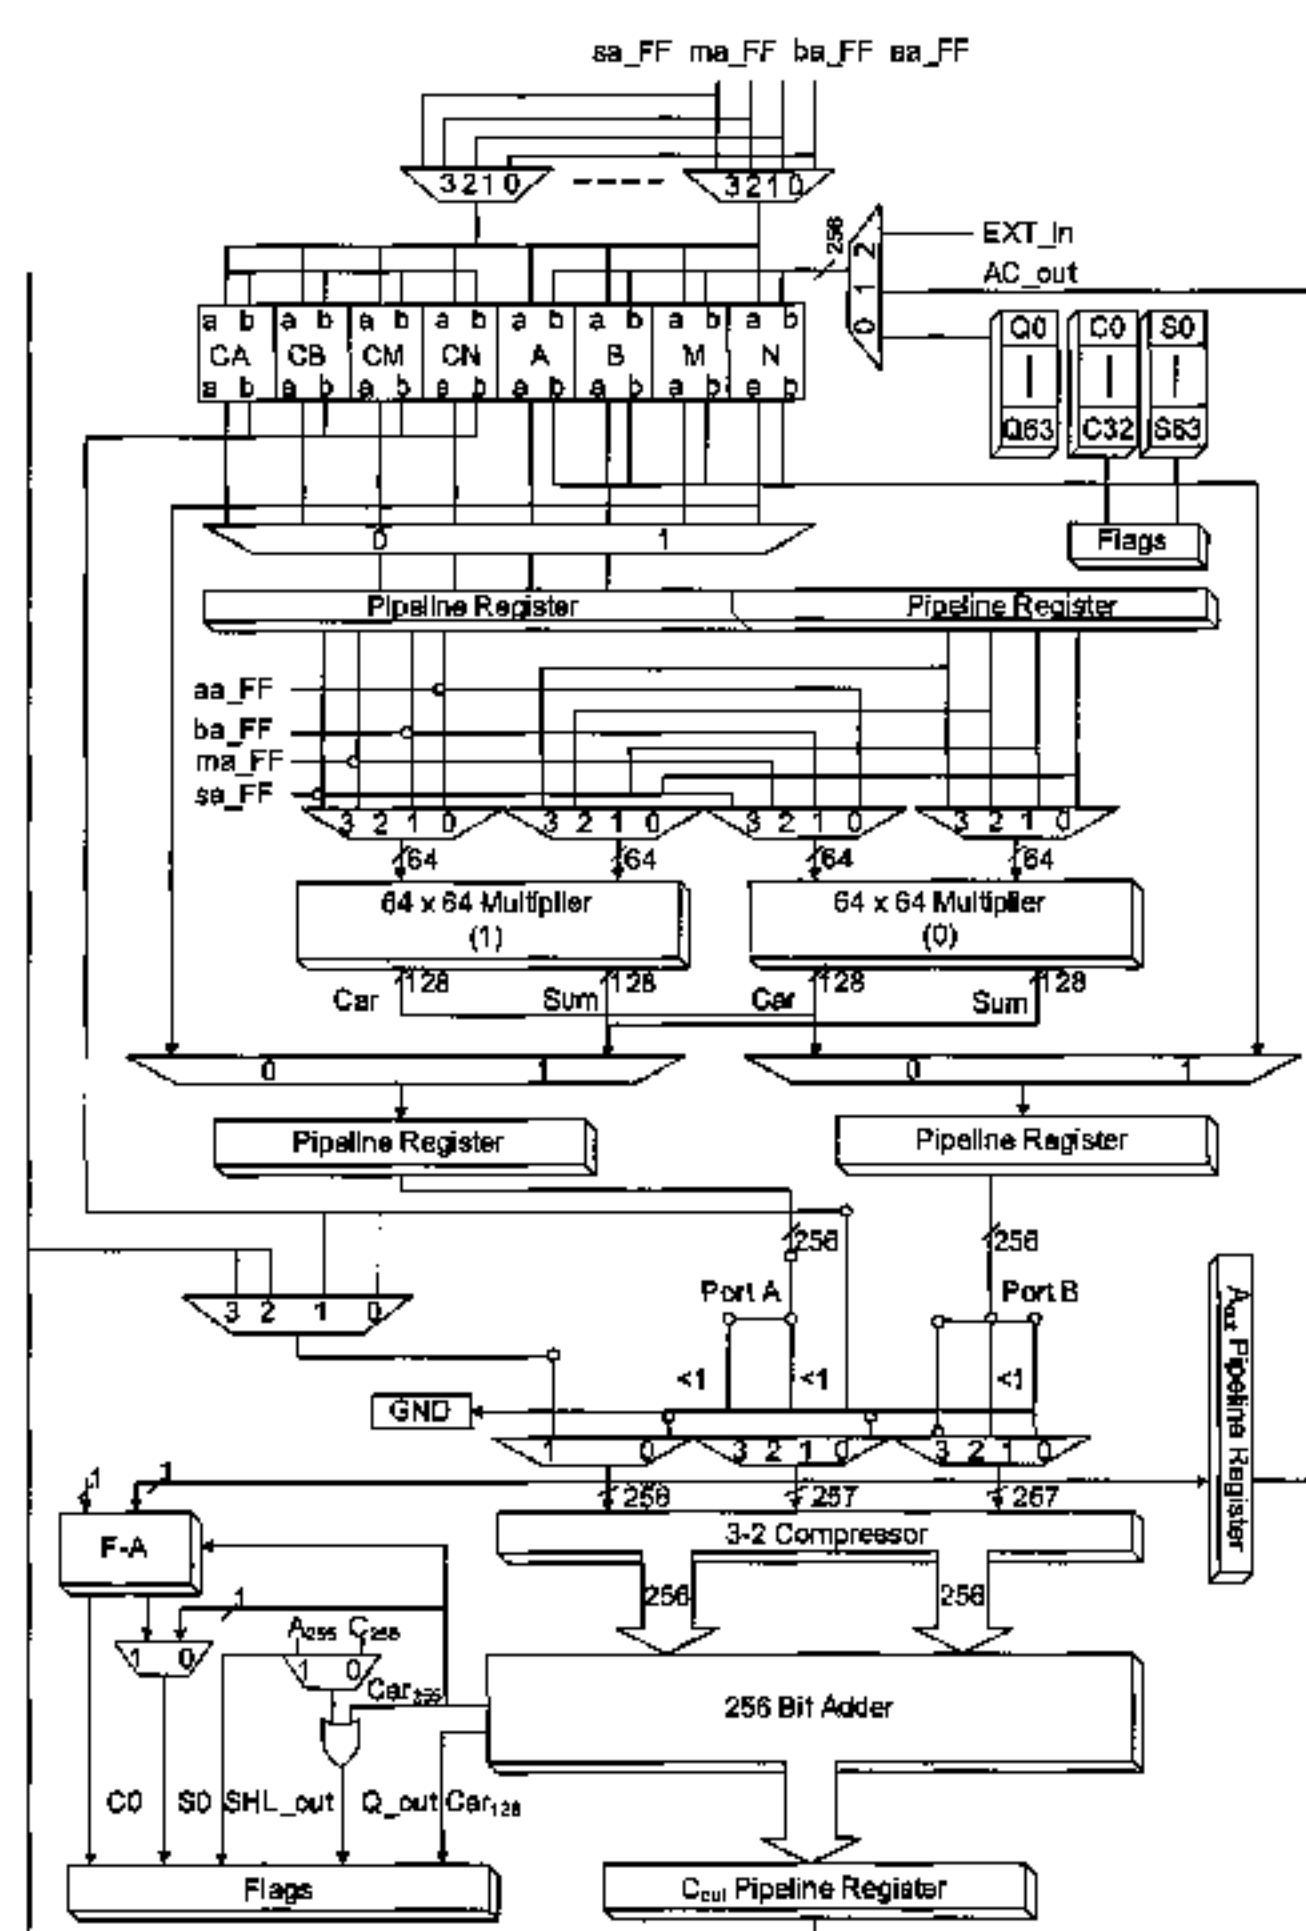 sa_FF ma_FF ba_FF aa_FF
3 2 1 0
3 2 1 0
256
2 1 0
EXT_in
AC_out
a b a b a b a b a b a b a b a b
CA CB CM CN A B M N
a b a b a b a b a b a b a b a b
Q0 C0 S0
Q63 C32 S63
Flags
0 1
Pipeline Register Pipeline Register
aa_FF
ba_FF
ma_FF
sa_FF
3 2 1 0 3 2 1 0 3 2 1 0 3 2 1 0
64 64 64 64
64 x 64 Multiplier 64 x 64 Multiplier
(1) (0)
128 128 128 128
Car Sum Car Sum
0 1 0 1
Pipeline Register Pipeline Register
256 256
Port A Port B
3 2 1 0
<1 <1 <1
GND
1 0 3 2 1 0 3 2 1 0
1 1
256 257 257
F-A
3-2 Compressor
Pipeline Register
256 256
1
A255 C256
1 0 1 0
Car
256 Bit Adder
C0 S0 SHL_out Q_out Car128
Flags
Cout Pipeline Register